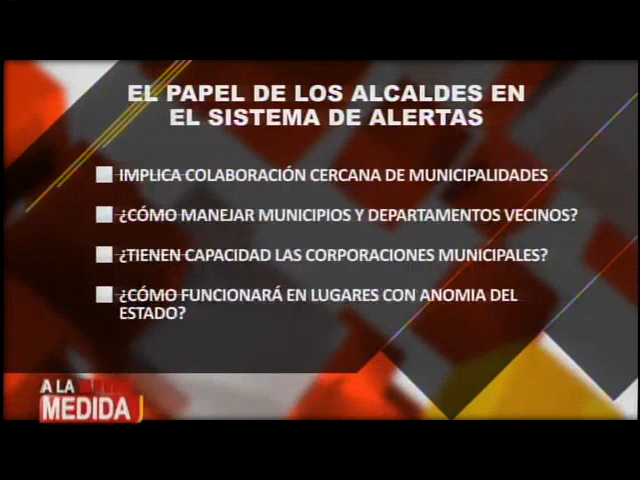 EL PAPEL DE LOS ALCALDES EN
EL SISTEMA DE ALERTAS
IMPLICA COLABORACIÓN CERCANA DE MUNICIPALIDADES
¿CÓMO MANEJAR MUNICIPIOS Y DEPARTAMENTOS VECINOS?
¿TIENEN CAPACIDAD LAS CORPORACIONES MUNICIPALES?
¿CÓMO FUNCIONARÁ EN LUGARES CON ANOMIA DEL
ESTADO?
A LA
MEDIDA